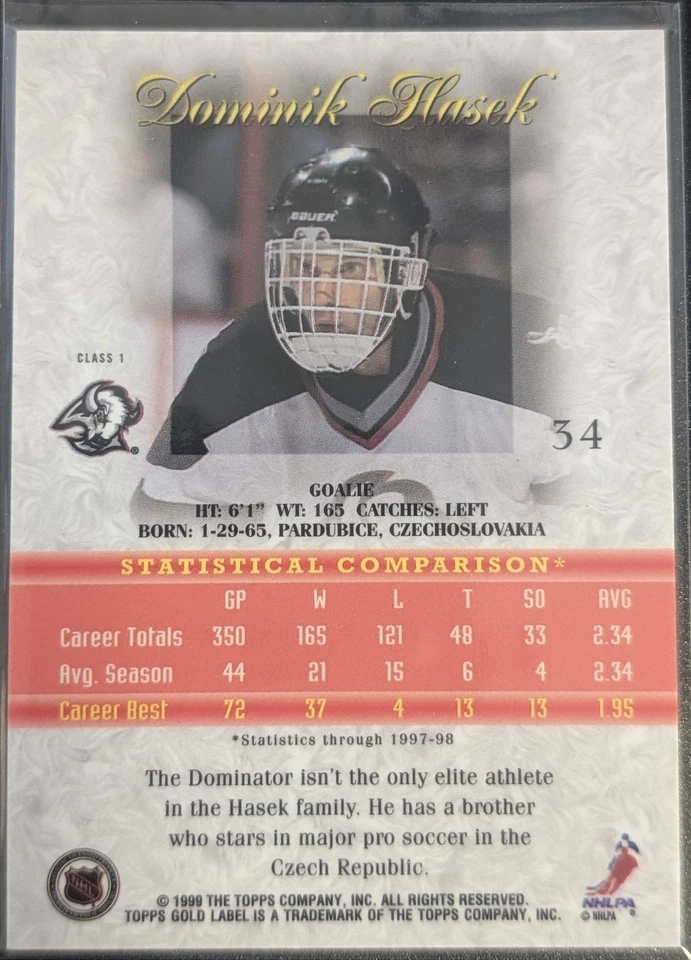 Dominik Hasek
BAUER
CLASS 1
34
GOALIE
HT: 6'1" WT: 165 CATCHES: LEFT
BORN: 1-29-65, PARDUBICE, CZECHOSLOVAKIA
STATISTICAL COMPARISON*
GP W L T SO AVG
Career Totals 350 165 121 48 33 2.34
Avg. Season 44 21 15 6 4 2.34
Career Best 72 37 4 13 13 1.95
*Statistics through 1997-98
The Dominator isn't the only elite athlete
in the Hasek family. He has a brother
who stars in major pro soccer in the
Czech Republic.
NHL
© 1999 THE TOPPS COMPANY, INC. ALL RIGHTS RESERVED.
TOPPS GOLD LABEL IS A TRADEMARK OF THE TOPPS COMPANY, INC.
NHLPA
© NHLPA